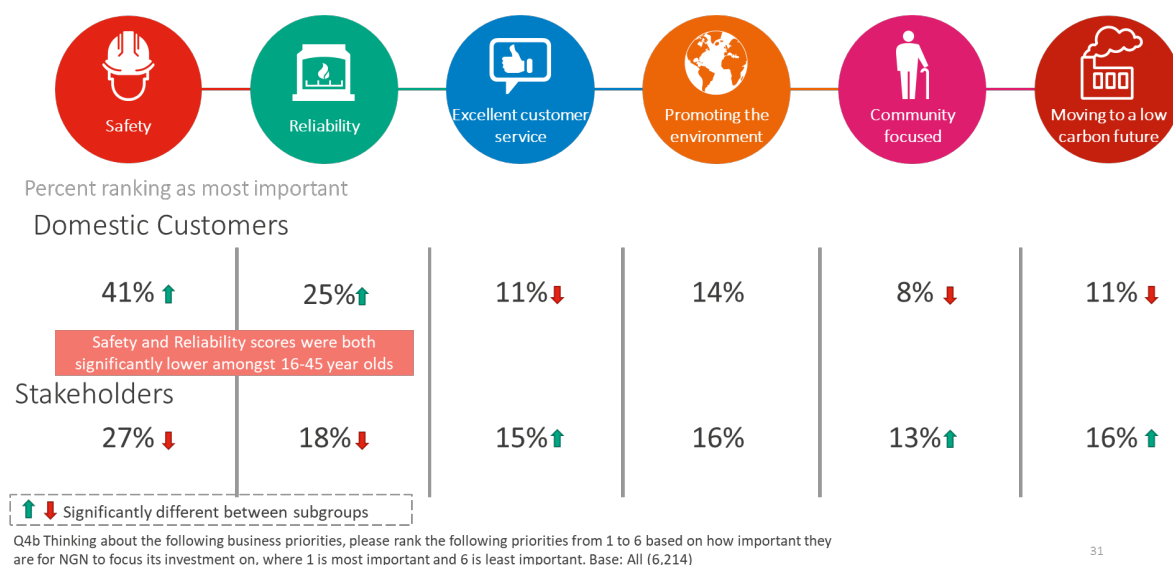 Safety
Reliability
Excellent customer
service
Promoting the
environment
Community
focused
Moving to a low
carbon future
Percent ranking as most important
Domestic Customers
41% 25% 11% 14% 8% 11%
Safety and Reliability scores were both
significantly lower amongst 16-45 year olds
Stakeholders
27% 18% 15% 16% 13% 16%
Significantly different between subgroups
Q4b Thinking about the following business priorities, please rank the following priorities from 1 to 6 based on how important they
are for NGN to focus its investment on, where 1 is most important and 6 is least important. Base: All (6,214)
31